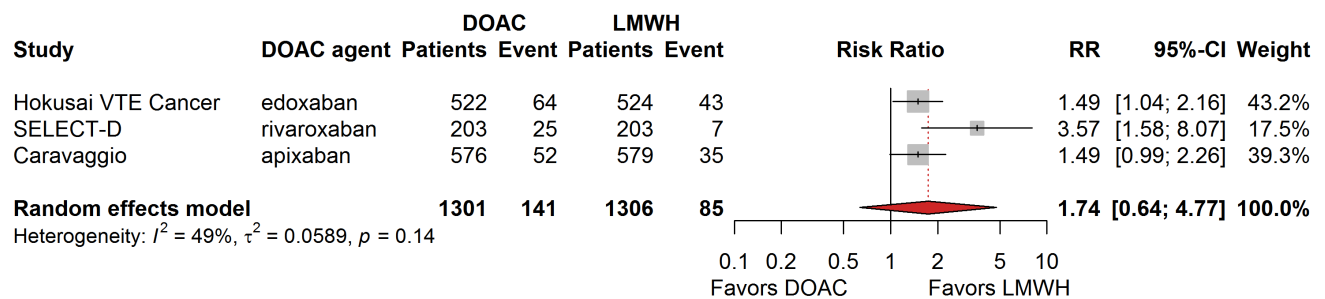 DOAC LMWH
Study DOAC agent Patients Event Patients Event Risk Ratio RR 95%-CI Weight
Hokusai VTE Cancer edoxaban 522 64 524 43 1.49 [1.04; 2.16] 43.2%
SELECT-D rivaroxaban 203 25 203 7 3.57 [1.58; 8.07] 17.5%
Caravaggio apixaban 576 52 579 35 1.49 [0.99; 2.26] 39.3%
Random effects model 1301 141 1306 85 1.74 [0.64; 4.77] 100.0%
Heterogeneity: I² = 49%, τ² = 0.0589, p = 0.14
0.1 0.2 0.5 1 2 5 10
Favors DOAC Favors LMWH